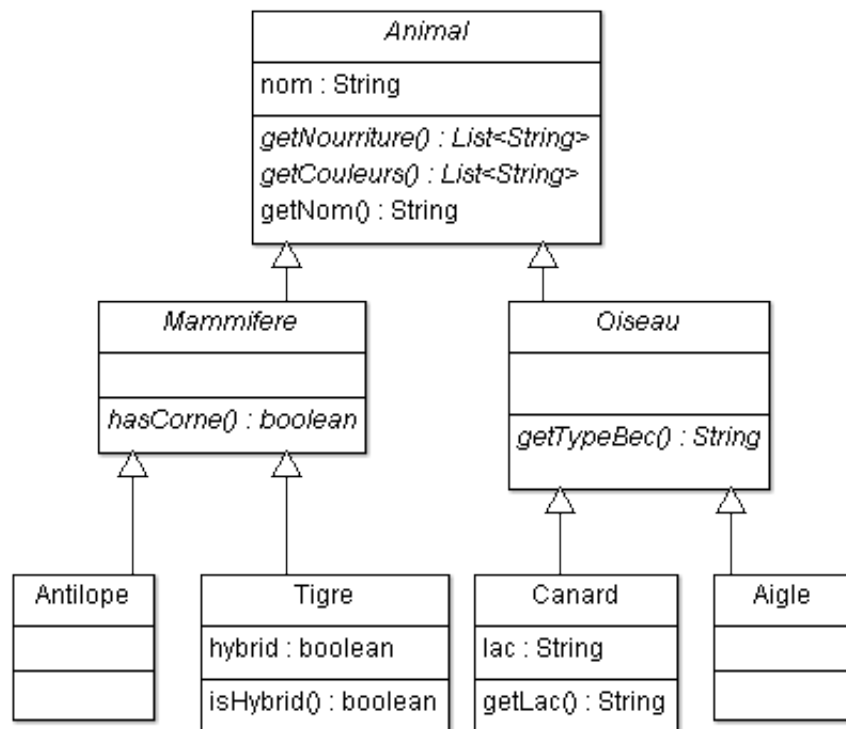 Animal
nom : String
getNourriture() : List<String>
getCouleurs() : List<String>
getNom() : String
Mammifere
hasCorne() : boolean
Oiseau
getTypeBec() : String
Antilope
Tigre
hybrid : boolean
isHybrid() : boolean
Canard
lac : String
getLac() : String
Aigle